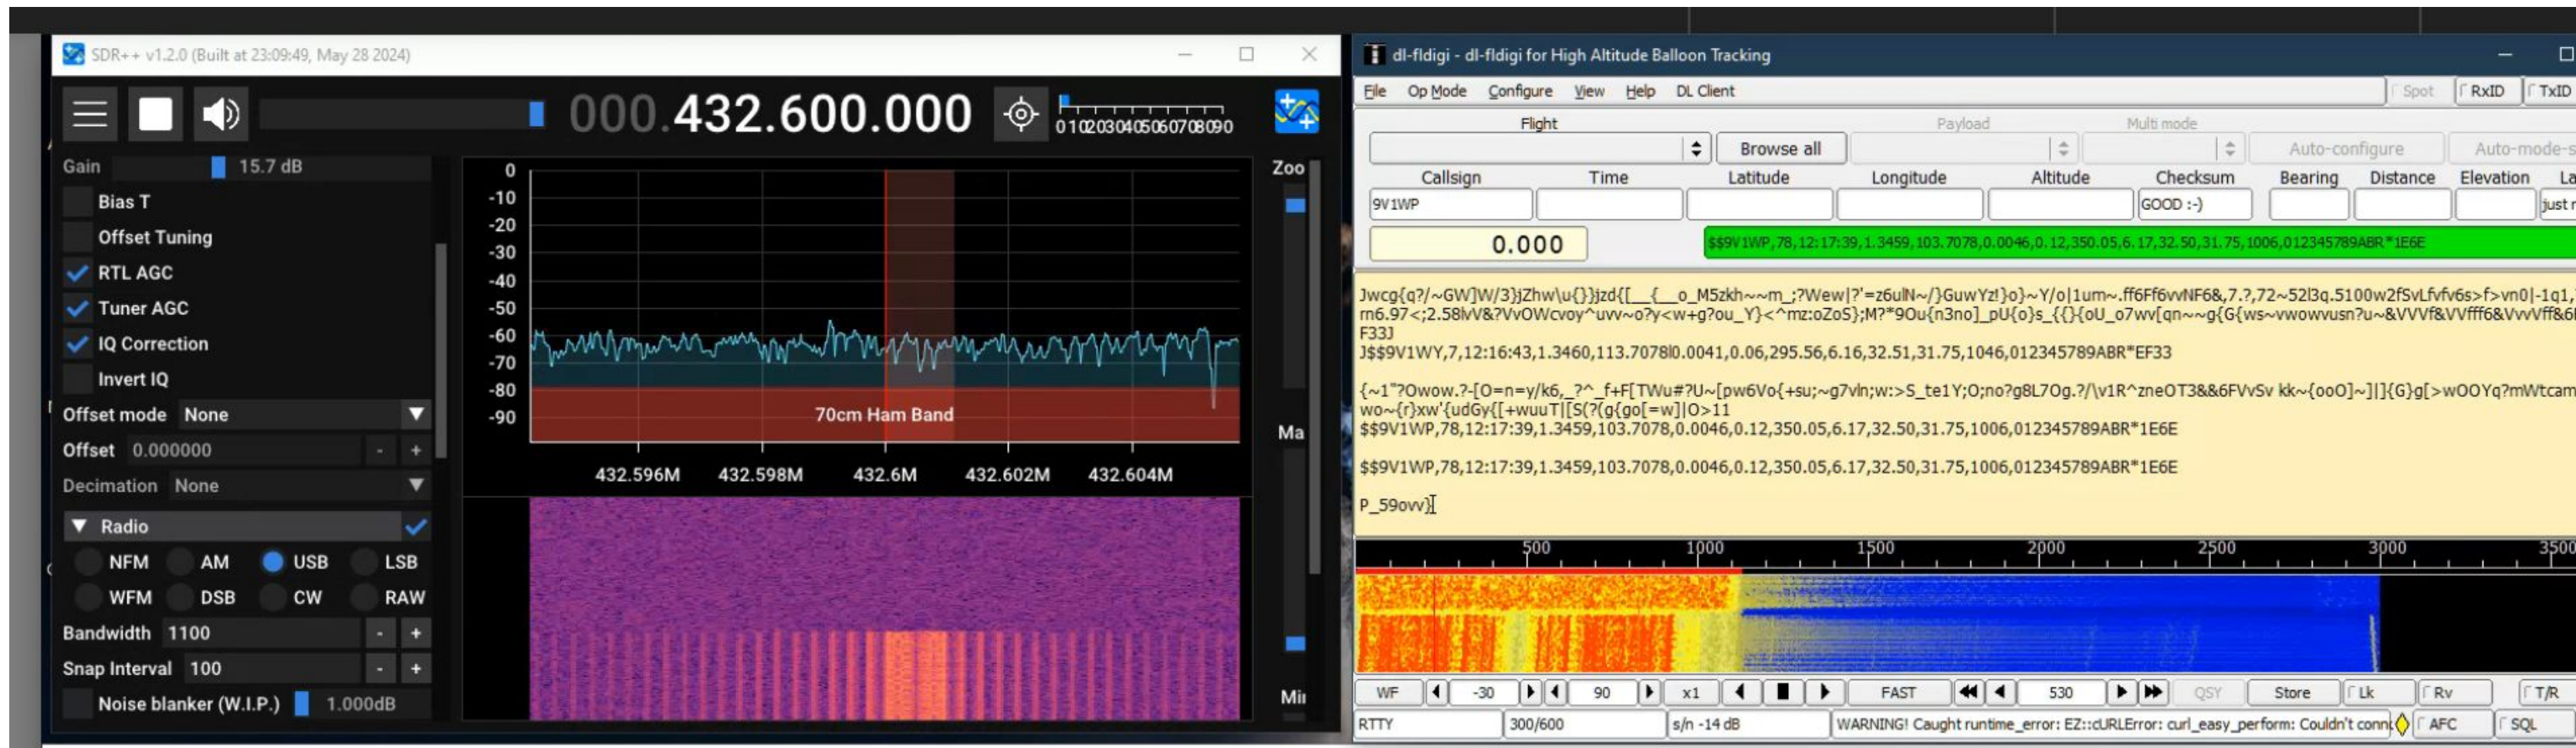 SDR++ v1.2.0 (Built at 23:09:49, May 28 2024)
000.432.600.000
0 10 20 30 40 50 60 70 80 90
Gain 15.7 dB
Bias T
Offset Tuning
RTL AGC
Tuner AGC
IQ Correction
Invert IQ
Offset mode None
Offset 0.000000 - +
Decimation None
Radio
NFM AM USB LSB
WFM DSB CW RAW
Bandwidth 1100 - +
Snap Interval 100 - +
Noise blanker (W.I.P.) 1.000dB
0
-10
-20
-30
-40
-50
-60
-70
-80
-90
70cm Ham Band
432.596M 432.598M 432.6M 432.602M 432.604M
Zoo
Ma
Mi
dl-fldigi - dl-fldigi for High Altitude Balloon Tracking
File Op Mode Configure View Help DL Client Spot RxID TxID
Flight Payload Multi mode
Browse all Auto-configure Auto-mode-s
Callsign Time Latitude Longitude Altitude Checksum Bearing Distance Elevation La
9V1WP GOOD :-) just r
0.000 $$9V1WP,78,12:17:39,1.3459,103.7078,0.0046,0.12,350.05,6.17,32.50,31.75,1006,012345789ABR*1E6E
F33J
J$$9V1WY,7,12:16:43,1.3460,113.7078l0.0041,0.06,295.56,6.16,32.51,31.75,1046,012345789ABR*EF33
wo~{r}xw'{udGy{[+wuuT|[S(?(g{go[=w]|O>11
$$9V1WP,78,12:17:39,1.3459,103.7078,0.0046,0.12,350.05,6.17,32.50,31.75,1006,012345789ABR*1E6E
$$9V1WP,78,12:17:39,1.3459,103.7078,0.0046,0.12,350.05,6.17,32.50,31.75,1006,012345789ABR*1E6E
P_59ovv}
500 1000 1500 2000 2500 3000 3500
WF -30 90 x1 FAST 530 QSY Store Lk Rv T/R
RTTY 300/600 s/n -14 dB WARNING! Caught runtime_error: EZ::cURLError: curl_easy_perform: Couldn't conn AFC SQL